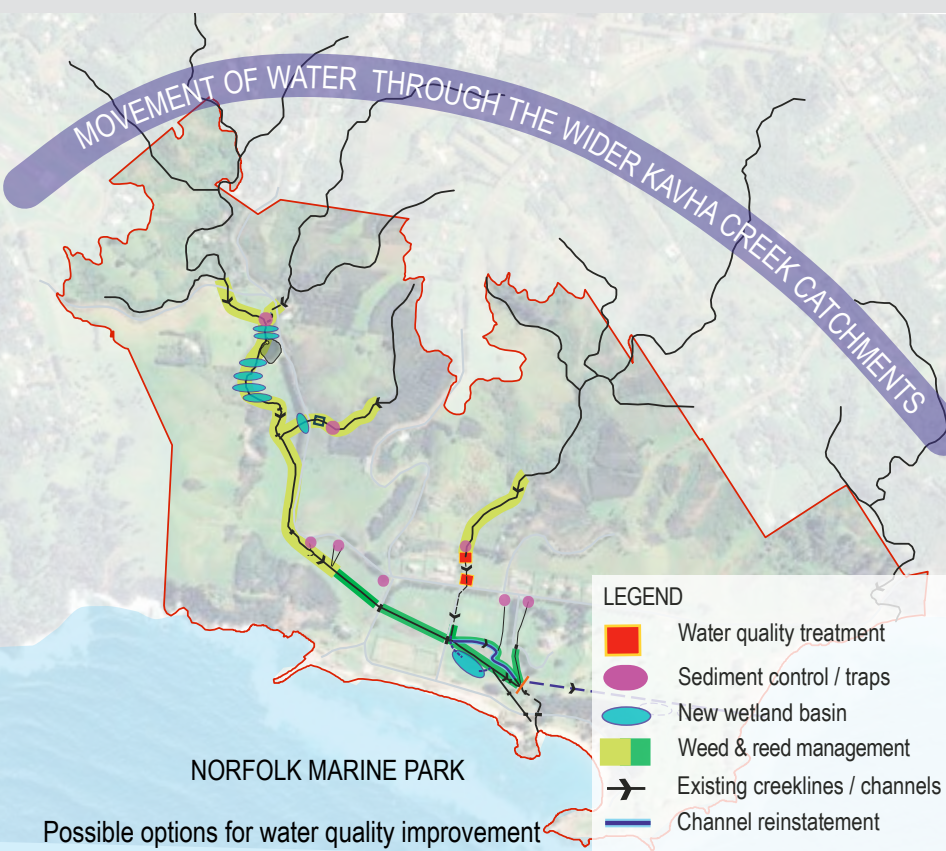 MOVEMENT OF WATER THROUGH THE WIDER KAVHA CREEK CATCHMENTS
LEGEND
Water quality treatment
Sediment control / traps
New wetland basin
Weed & reed management
Existing creeklines / channels
Channel reinstatement
NORFOLK MARINE PARK
Possible options for water quality improvement